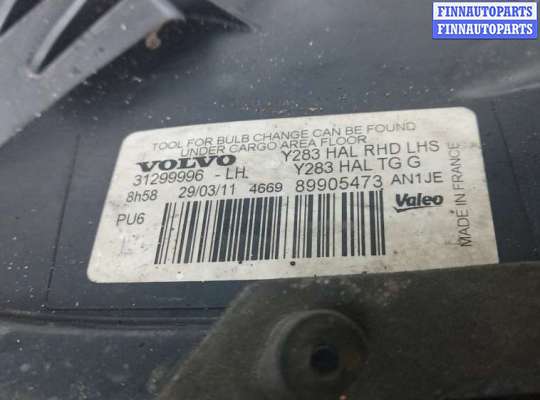 FINNAUTOPARTS
FINNAUTOPARTS
TOOL FOR BULB CHANGE CAN BE FOUND
UNDER CARGO AREA FLOOR
VOLVO Y283 HAL RHD LHS
31299996 - LH. Y283 HAL TG G
8h58 29/03/11 4669 89905473 AN1JE
PU6
Valeo
MADE IN FRANCE